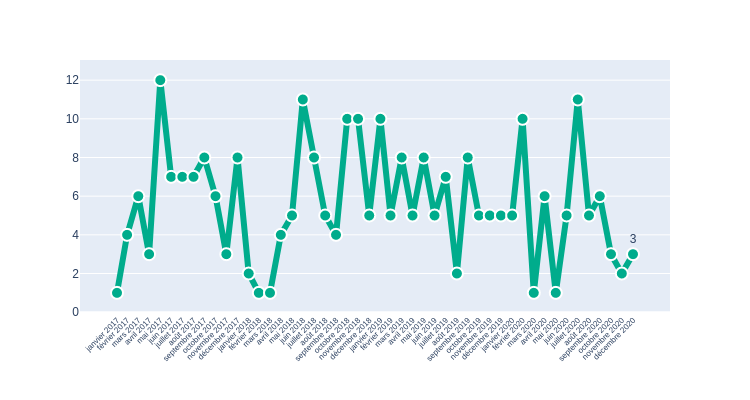 12
10
8
6
4
2
0
3
janvier 2017
février 2017
mars 2017
avril 2017
mai 2017
juin 2017
juillet 2017
août 2017
septembre 2017
octobre 2017
novembre 2017
décembre 2017
janvier 2018
février 2018
mars 2018
avril 2018
mai 2018
juin 2018
juillet 2018
août 2018
septembre 2018
octobre 2018
novembre 2018
décembre 2018
janvier 2019
février 2019
mars 2019
avril 2019
mai 2019
juin 2019
juillet 2019
août 2019
septembre 2019
octobre 2019
novembre 2019
décembre 2019
janvier 2020
février 2020
mars 2020
avril 2020
mai 2020
juin 2020
juillet 2020
août 2020
septembre 2020
octobre 2020
novembre 2020
décembre 2020